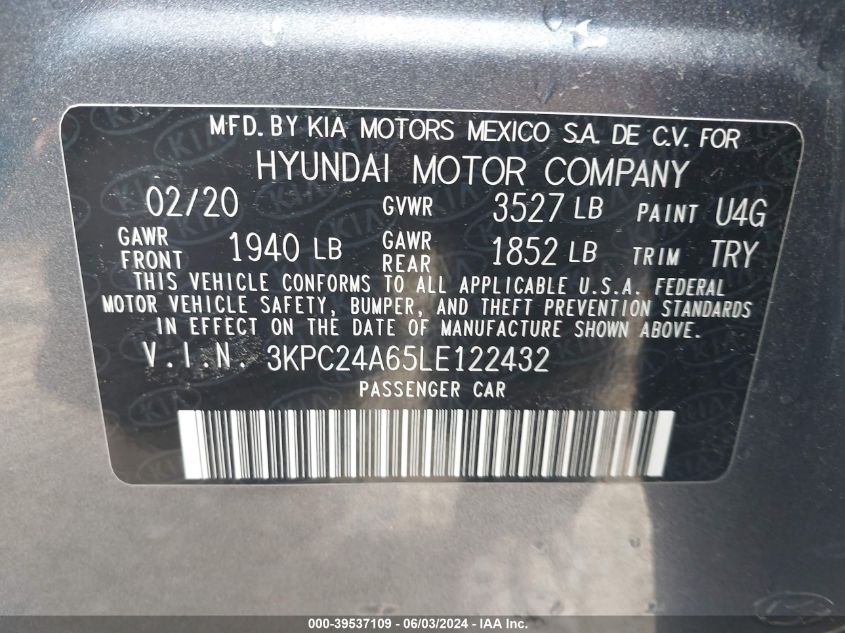 MFD. BY KIA MOTORS MEXICO S.A. DE C.V. FOR
HYUNDAI MOTOR COMPANY
02/20 GVWR 3527 LB PAINT U4G
GAWR FRONT 1940 LB GAWR REAR 1852 LB TRIM TRY
THIS VEHICLE CONFORMS TO ALL APPLICABLE U.S.A. FEDERAL
MOTOR VEHICLE SAFETY, BUMPER, AND THEFT PREVENTION STANDARDS
IN EFFECT ON THE DATE OF MANUFACTURE SHOWN ABOVE.
V.I.N. 3KPC24A65LE122432
PASSENGER CAR
000-39537109 - 06/03/2024 - IAA Inc.